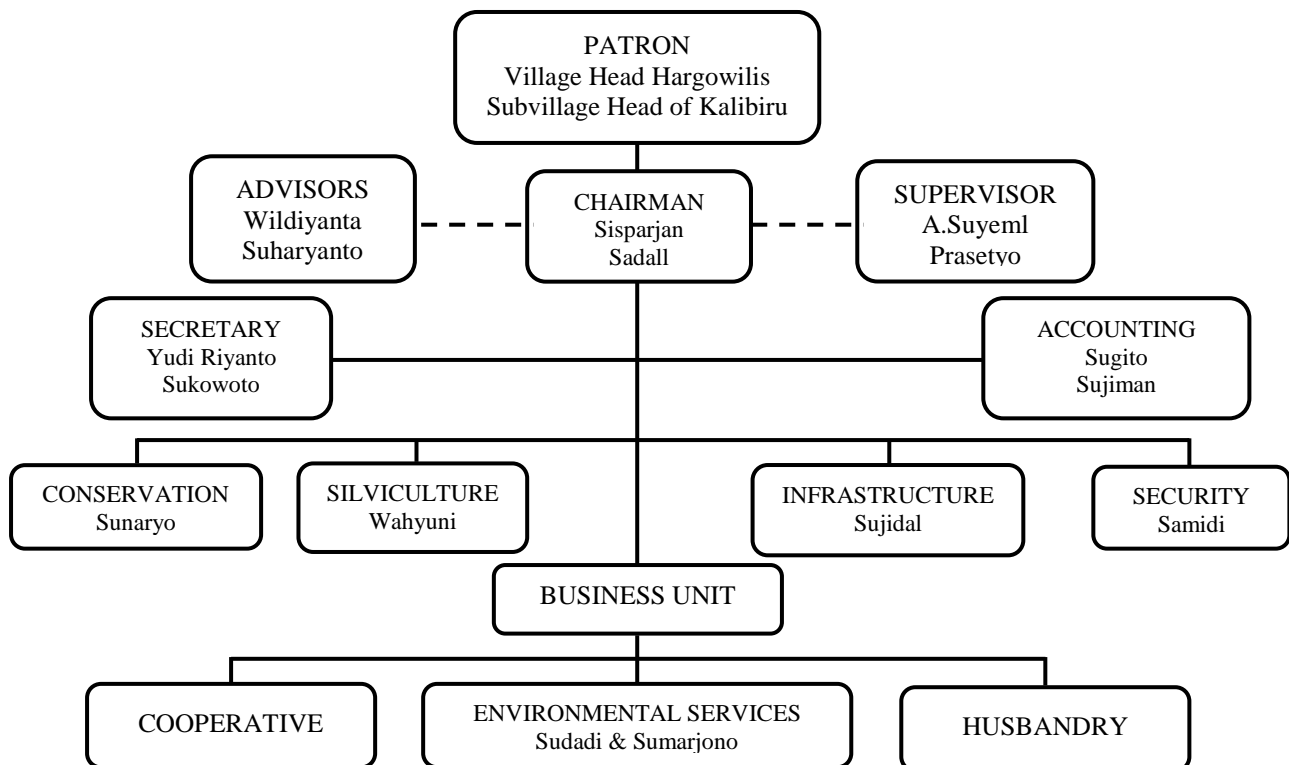 PATRON
Village Head Hargowilis
Subvillage Head of Kalibiru
ADVISORS
Wildiyanta
Suharyanto
CHAIRMAN
Sisparjan
Sadall
SUPERVISOR
A.Suyeml
Prasetyo
SECRETARY
Yudi Riyanto
Sukowoto
ACCOUNTING
Sugito
Sujiman
CONSERVATION
Sunaryo
SILVICULTURE
Wahyuni
INFRASTRUCTURE
Sujidal
SECURITY
Samidi
BUSINESS UNIT
COOPERATIVE
ENVIRONMENTAL SERVICES
Sudadi & Sumarjono
HUSBANDRY